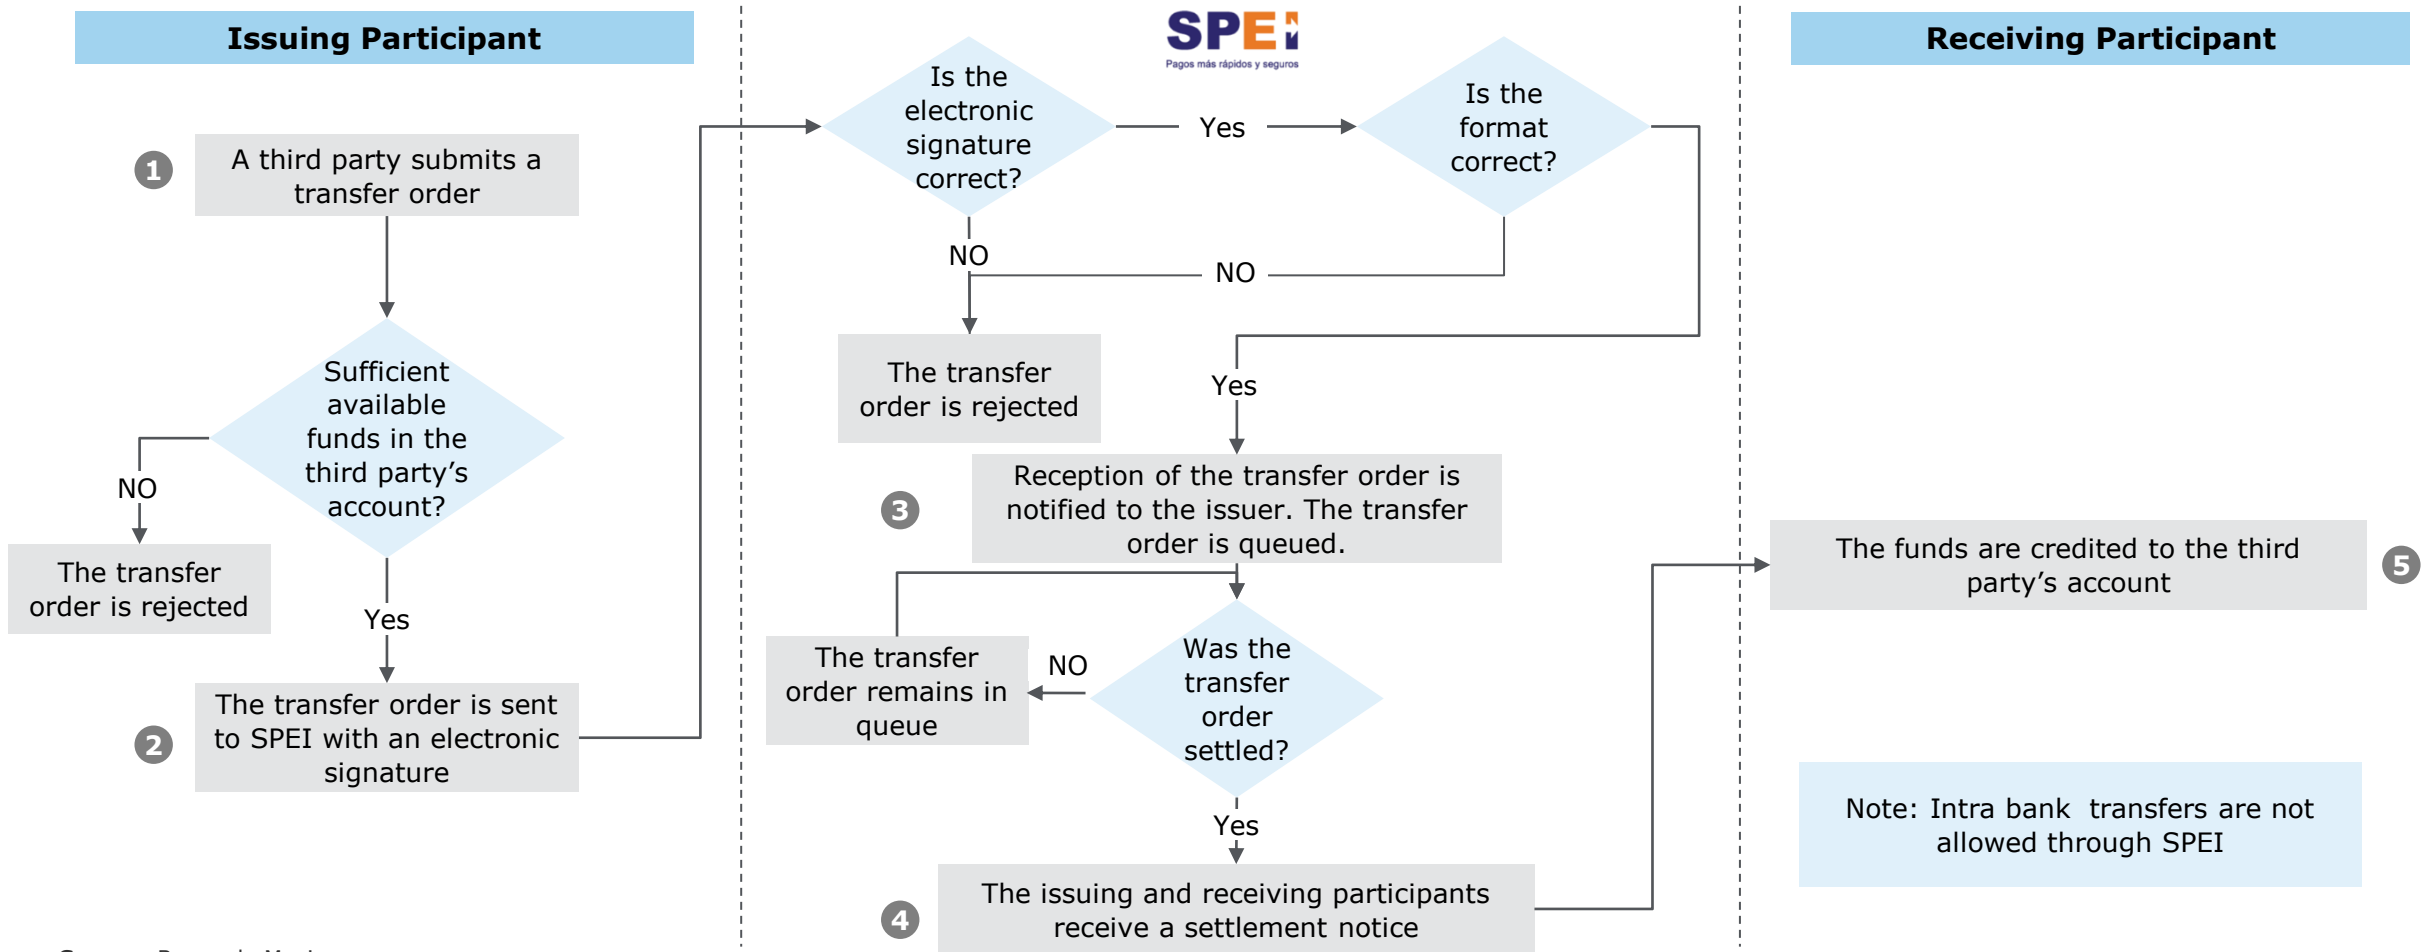 Issuing Participant
1
A third party submits a
transfer order
Sufficient
available
funds in the
third party's
account?
NO
The transfer
order is rejected
Yes
2
The transfer order is sent
to SPEI with an electronic
signature
SPEI
Pagos más rápidos y seguros
Is the
electronic
signature
correct?
Yes
Is the
format
correct?
NO
NO
The transfer
order is rejected
Yes
3
Reception of the transfer order is
notified to the issuer. The transfer
order is queued.
The transfer
order remains in
queue
NO
Was the
transfer
order
settled?
Yes
4
The issuing and receiving participants
receive a settlement notice
Receiving Participant
The funds are credited to the third
party's account
5
Note: Intra bank  transfers are not
allowed through SPEI